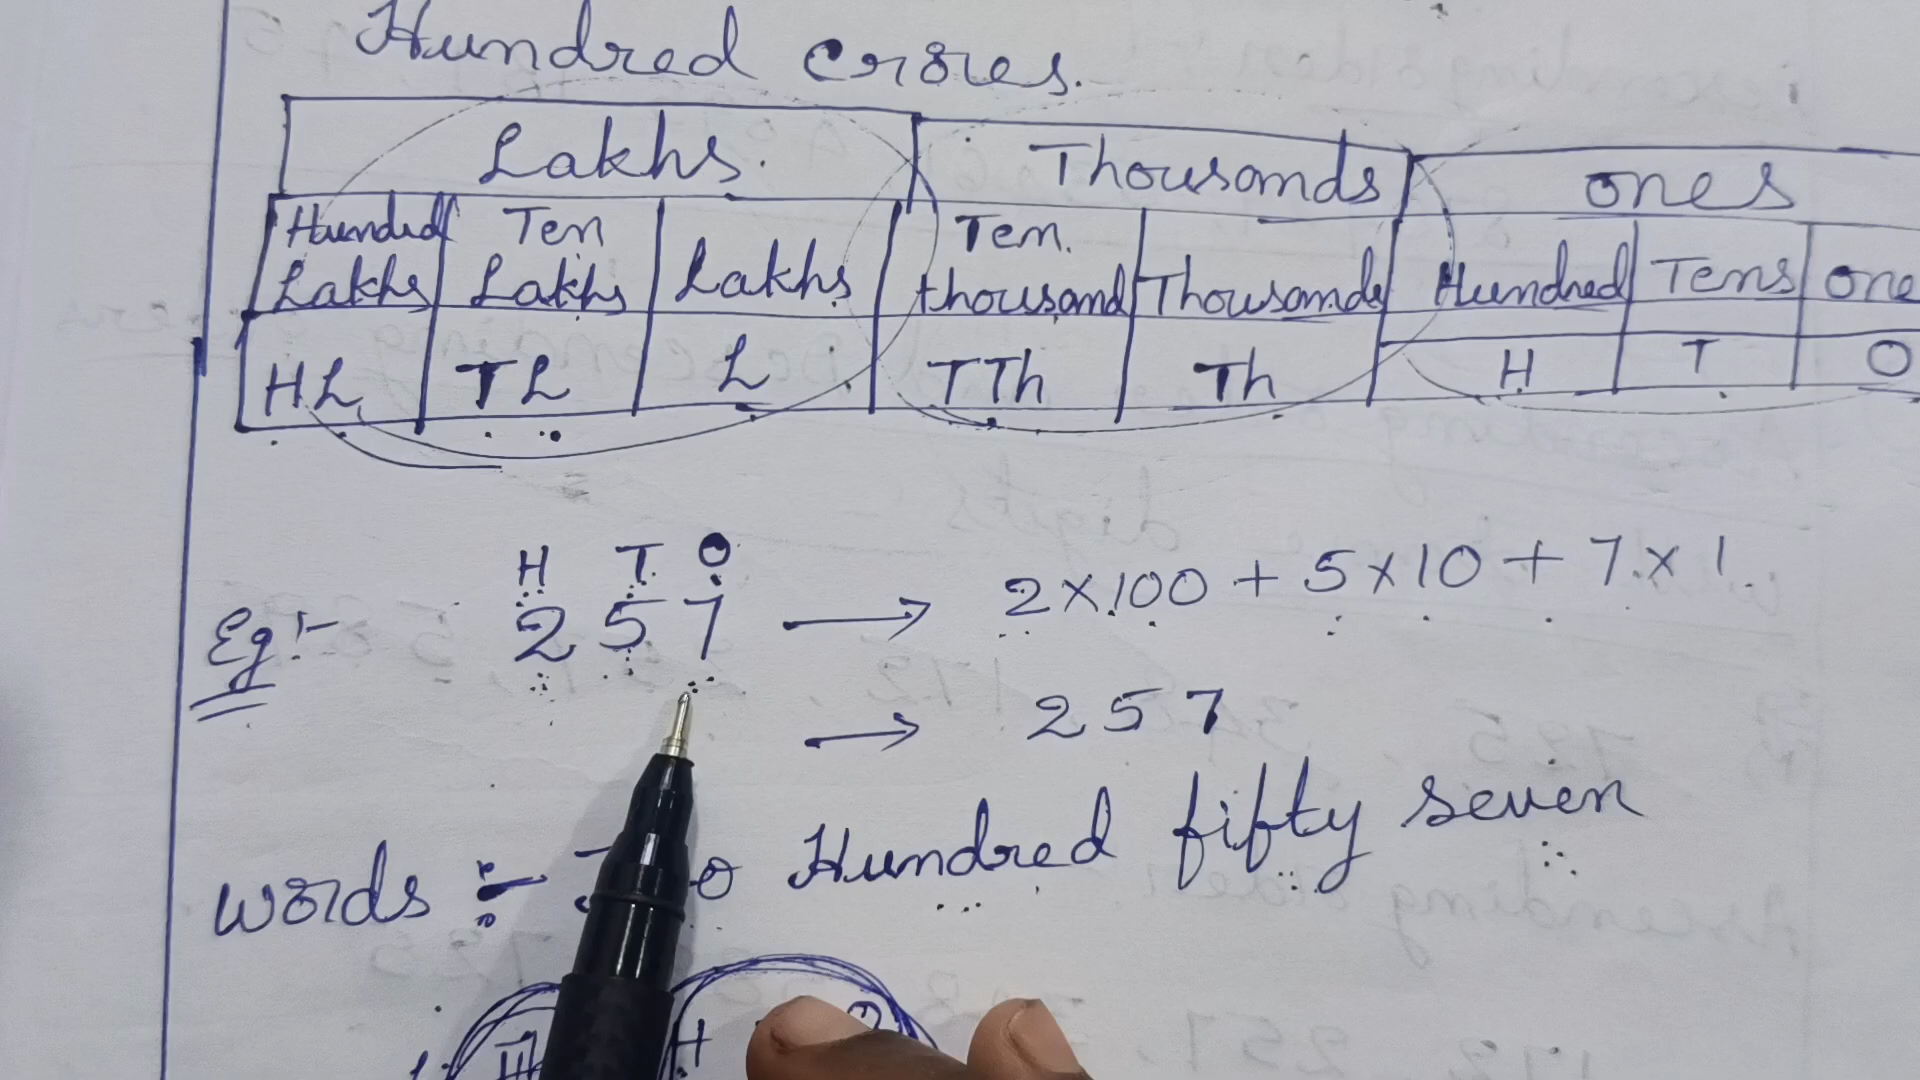 Hundred crores.
Lakhs. Thousands ones
Hunded Lakhs Ten Lakhs Lakhs Ten. thousand Thousands Hundred Tens one
HL TL L TTh Th H T O
H T O
Eg:- 257 → 2×100 + 5×10 + 7×1
→ 257
words :- Hundred fifty seven
H